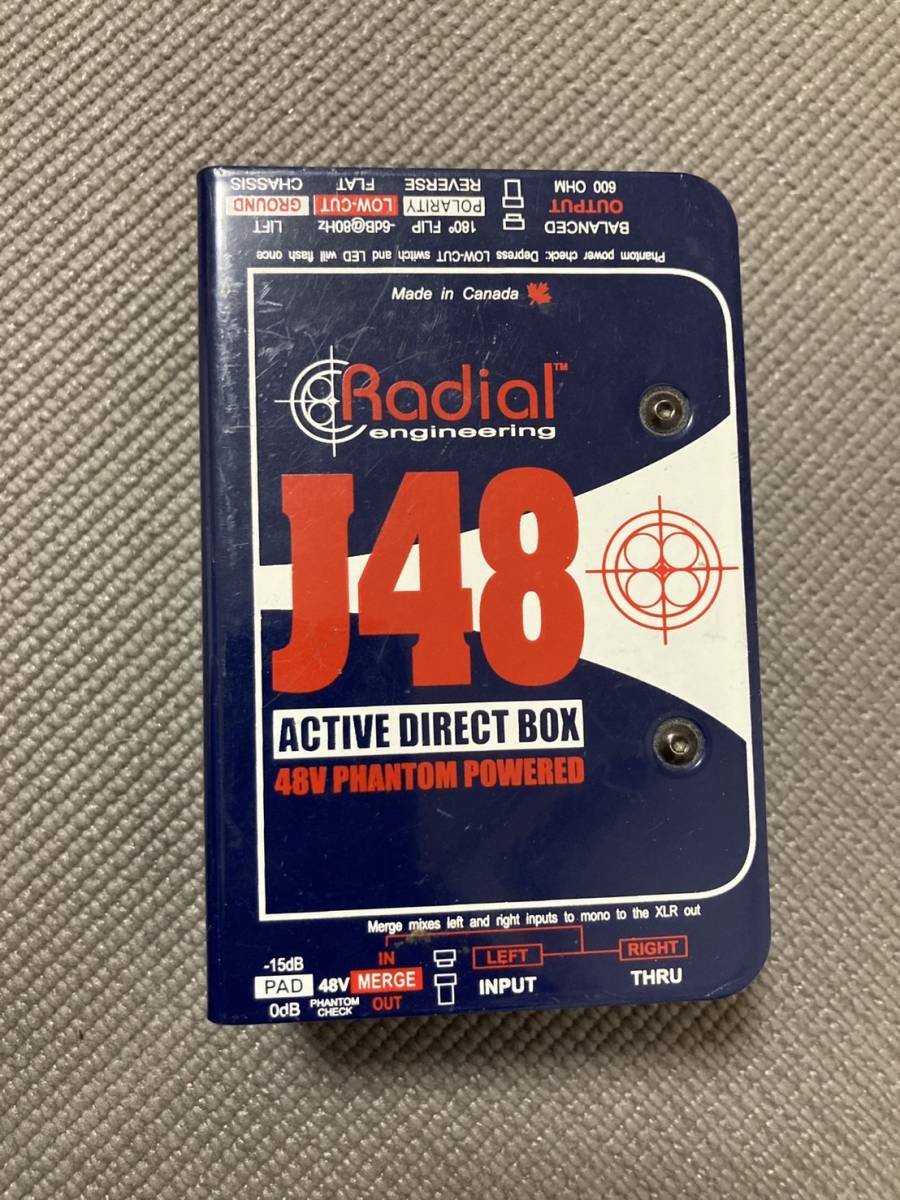 CHASSIS FLAT REVERSE 600 OHM
GROUND LOW-CUT POLARITY OUTPUT
LIFT -6dB@80Hz 180° FLIP BALANCED
Phantom power check: Depress LOW-CUT switch and LED will flash once
Made in Canada
Radial™
engineering
J48
ACTIVE DIRECT BOX
48V PHANTOM POWERED
Merge mixes left and right inputs to mono to the XLR out
-15dB IN LEFT RIGHT
PAD 48V MERGE INPUT THRU
0dB PHANTOM CHECK OUT